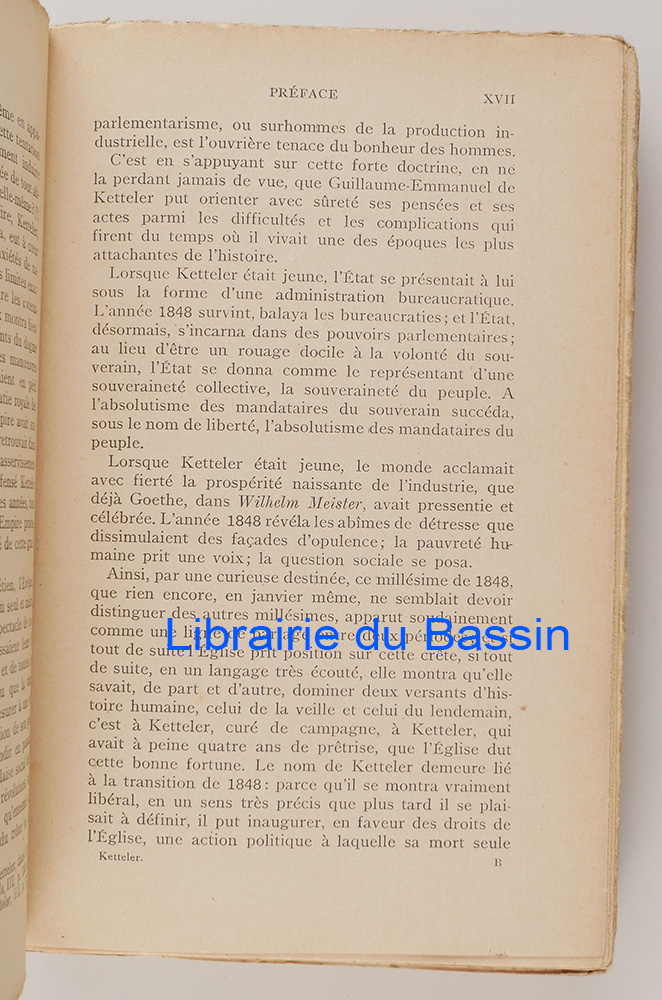 PRÉFACE
XVII
parlementarisme, ou surhommes de la production in-
dustrielle, est l'ouvrière tenace du bonheur des hommes.
C'est en s'appuyant sur cette forte doctrine, en ne
la perdant jamais de vue, que Guillaume-Emmanuel de
Ketteler put orienter avec sûreté ses pensées et ses
actes parmi les difficultés et les complications qui
firent du temps où il vivait une des époques les plus
attachantes de l'histoire.
Lorsque Ketteler était jeune, l'État se présentait à lui
sous la forme d'une administration bureaucratique.
L'année 1848 survint, balaya les bureaucraties ; et l'État,
désormais, s'incarna dans des pouvoirs parlementaires ;
au lieu d'être un rouage docile à la volonté du sou-
verain, l'État se donna comme le représentant d'une
souveraineté collective, la souveraineté du peuple. A
l'absolutisme des mandataires du souverain succéda,
sous le nom de liberté, l'absolutisme des mandataires du
peuple.
Lorsque Ketteler était jeune, le monde acclamait
avec fierté la prospérité naissante de l'industrie, que
déjà Goethe, dans Wilhelm Meister, avait pressentie et
célébrée. L'année 1848 révéla les abîmes de détresse que
dissimulaient des façades d'opulence ; la pauvreté hu-
maine prit une voix ; la question sociale se posa.
Ainsi, par une curieuse destinée, ce millésime de 1848,
que rien encore, en janvier même, ne semblait devoir
distinguer des autres millésimes, apparut soudainement
comme une ligne de partage entre deux périodes
Librairie du Bassin
tout de suite l'Église prit position sur cette crête, si tout
de suite, en un langage très écouté, elle montra qu'elle
savait, de part et d'autre, dominer deux versants d'his-
toire humaine, celui de la veille et celui du lendemain,
c'est à Ketteler, curé de campagne, à Ketteler, qui
avait à peine quatre ans de prêtrise, que l'Église dut
cette bonne fortune. Le nom de Ketteler demeure lié
à la transition de 1848 : parce qu'il se montra vraiment
libéral, en un sens très précis que plus tard il se plai-
sait à définir, il put inaugurer, en faveur des droits de
l'Église, une action politique à laquelle sa mort seule
Ketteler.
B